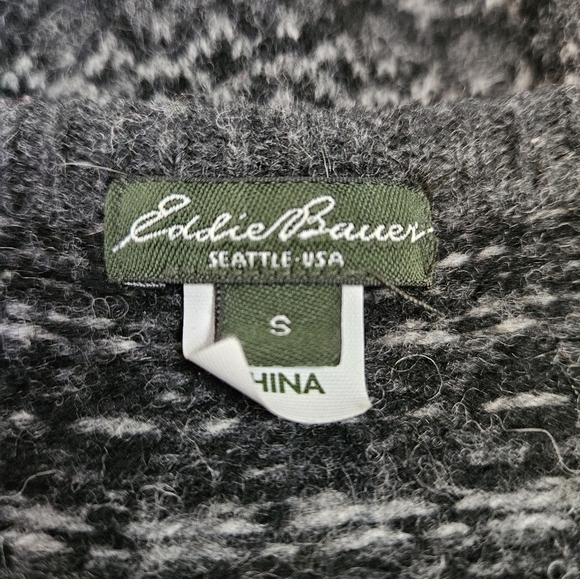 Eddie Bauer
SEATTLE·USA
S
HINA